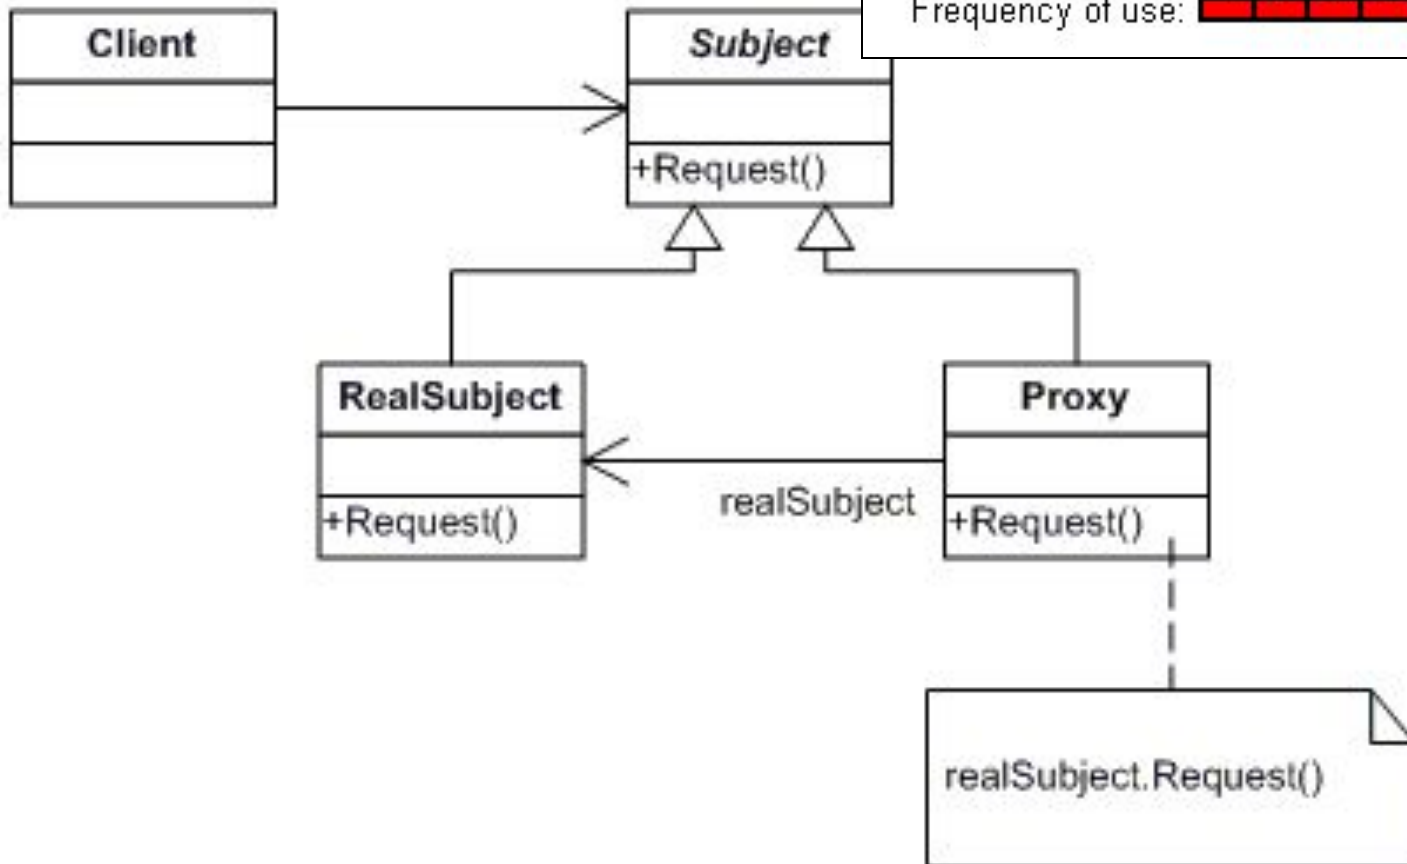 Frequency of use:
Client
Subject
+Request()
RealSubject
Proxy
realSubject
+Request()
+Request()
realSubject.Request()